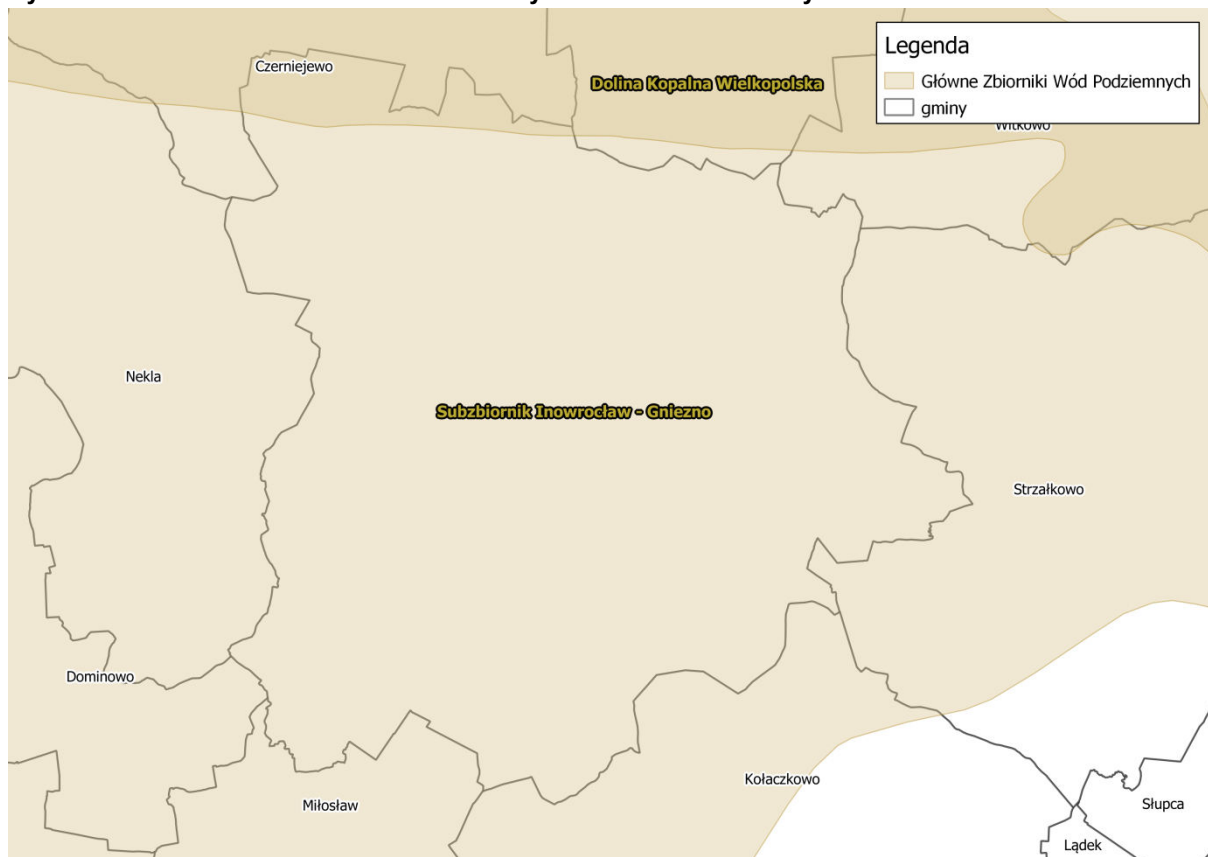 Legenda
Główne Zbiorniki Wód Podziemnych
gminy
Czerniejewo
Dolina Kopalna Wielkopolska
Witkowo
Nekla
Subzbiornik Inowrocław - Gniezno
Strzałkowo
Dominowo
Miłosław
Kołaczkowo
Słupca
Lądek